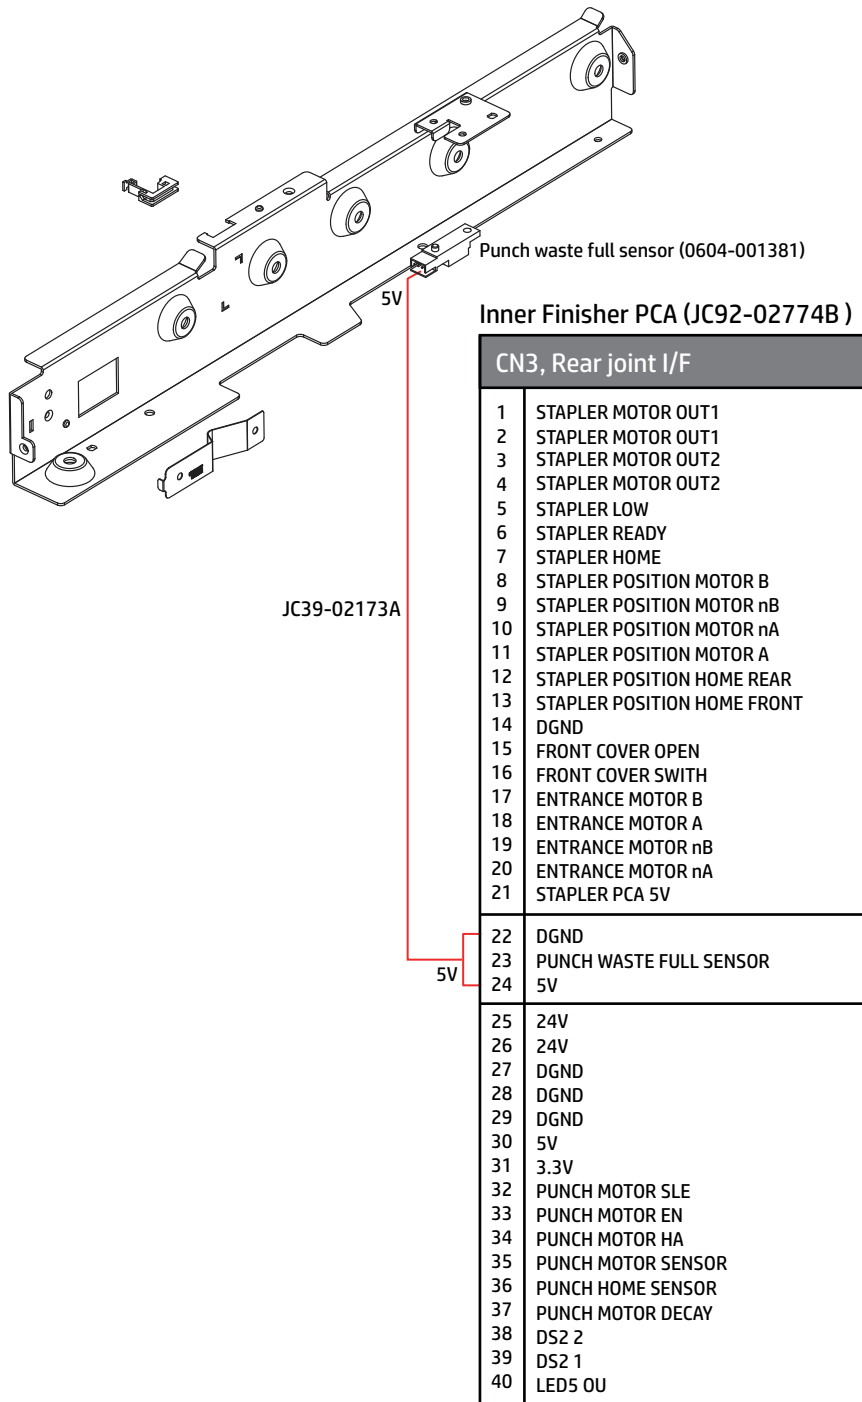 Punch waste full sensor (0604-001381)
5V
Inner Finisher PCA (JC92-02774B )
CN3, Rear joint I/F
1 STAPLER MOTOR OUT1
2 STAPLER MOTOR OUT1
3 STAPLER MOTOR OUT2
4 STAPLER MOTOR OUT2
5 STAPLER LOW
6 STAPLER READY
7 STAPLER HOME
8 STAPLER POSITION MOTOR B
9 STAPLER POSITION MOTOR nB
10 STAPLER POSITION MOTOR nA
11 STAPLER POSITION MOTOR A
12 STAPLER POSITION HOME REAR
13 STAPLER POSITION HOME FRONT
14 DGND
15 FRONT COVER OPEN
16 FRONT COVER SWITH
17 ENTRANCE MOTOR B
18 ENTRANCE MOTOR A
19 ENTRANCE MOTOR nB
20 ENTRANCE MOTOR nA
21 STAPLER PCA 5V
JC39-02173A
5V
22 DGND
23 PUNCH WASTE FULL SENSOR
24 5V
25 24V
26 24V
27 DGND
28 DGND
29 DGND
30 5V
31 3.3V
32 PUNCH MOTOR SLE
33 PUNCH MOTOR EN
34 PUNCH MOTOR HA
35 PUNCH MOTOR SENSOR
36 PUNCH HOME SENSOR
37 PUNCH MOTOR DECAY
38 DS2 2
39 DS2 1
40 LED5 OU